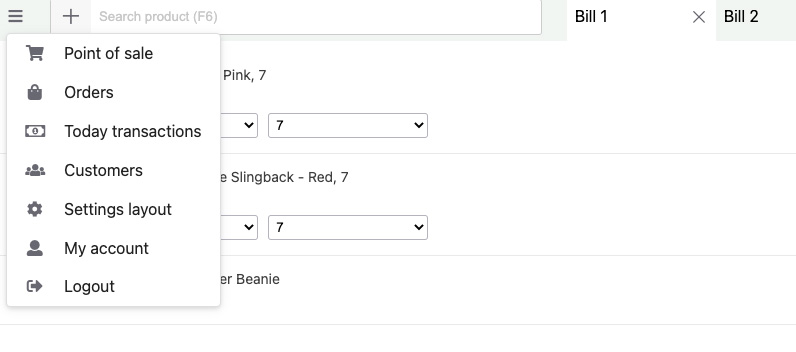 Search product (F6)
Bill 1
Bill 2
Point of sale
Orders
Today transactions
Customers
Settings layout
My account
Logout
Pink, 7
7
e Slingback - Red, 7
7
er Beanie